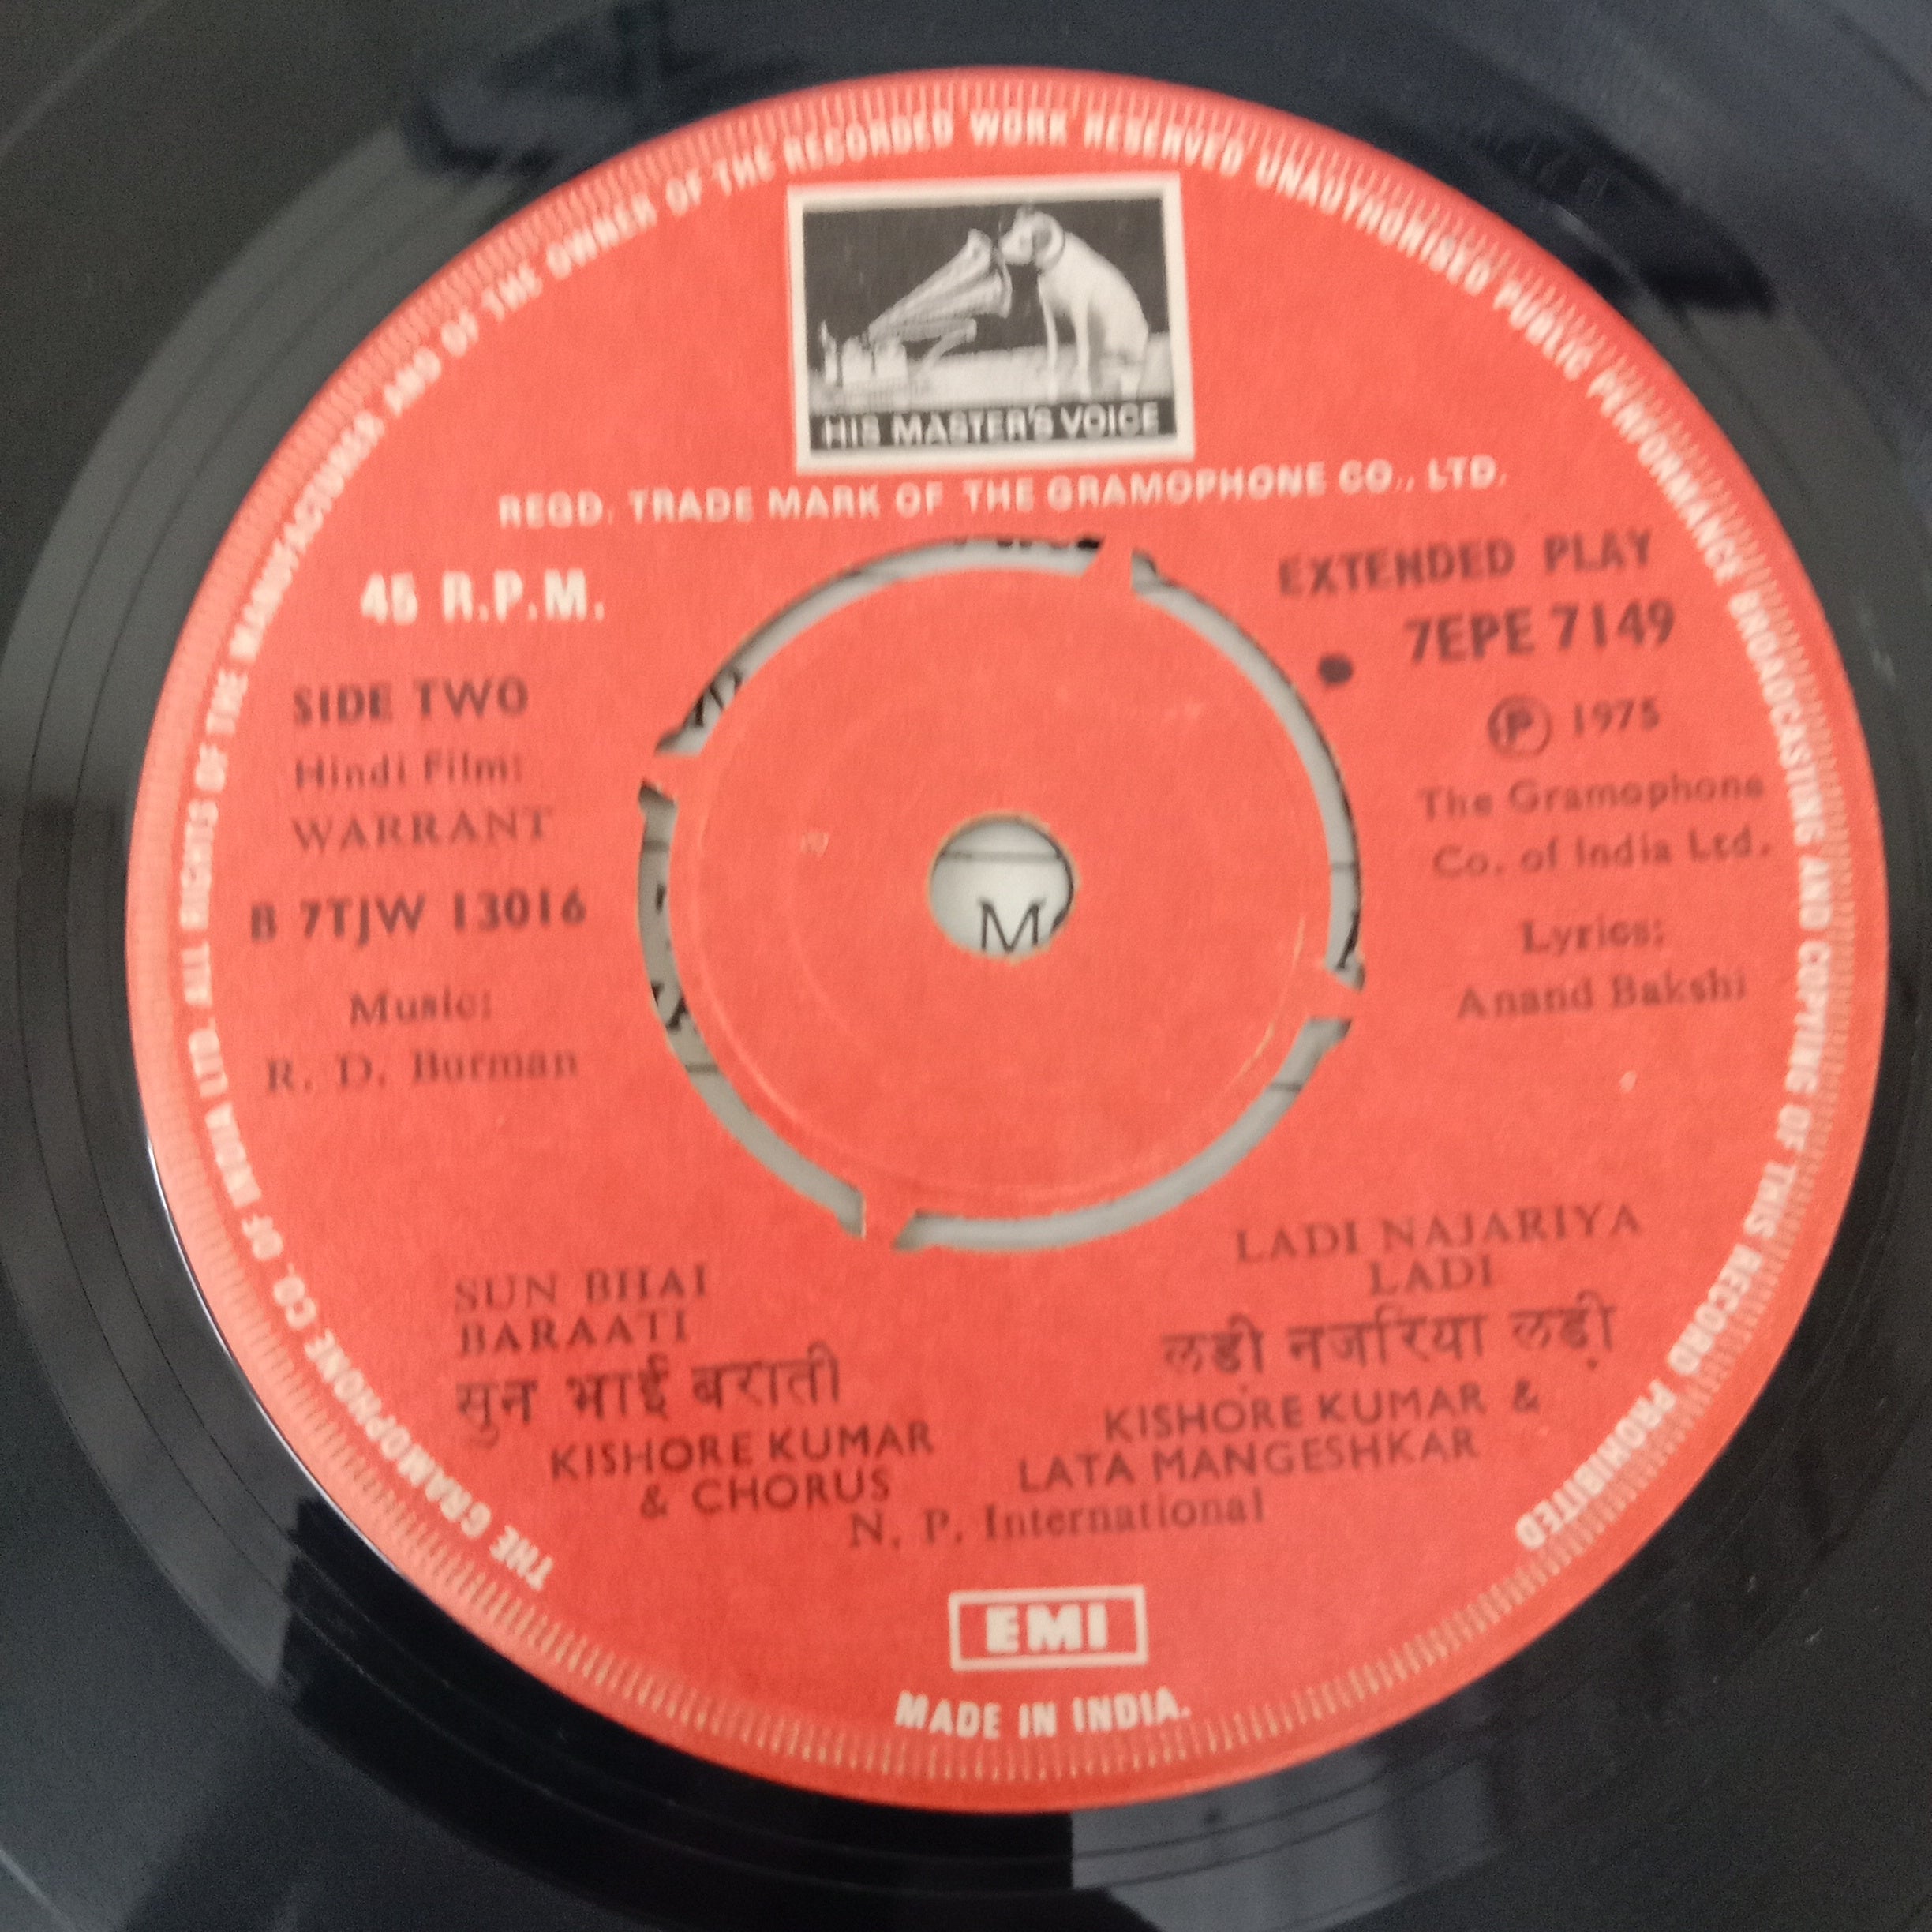 THE GRAMOPHONE CO. OF INDIA LTD. ALL RIGHTS OF THE MANUFACTURER AND OF THE OWNER OF THE RECORDED WORK RESERVED UNAUTHORISED PUBLIC PERFORMANCE BROADCASTING AND COPYING OF THIS RECORD PROHIBITED
HIS MASTER'S VOICE
REGD. TRADE MARK OF THE GRAMOPHONE CO., LTD.
45 R.P.M.
SIDE TWO
Hindi Film:
WARRANT
B 7TJW 13016
Music:
R. D. Burman
EXTENDED PLAY
7EPE 7149
Ⓟ 1975
The Gramophone
Co. of India Ltd.
Lyrics:
Anand Bakshi
SUN BHAI
BARAATI
सुन भाई बराती
KISHORE KUMAR
& CHORUS
LADI NAJARIYA
LADI
लडी़ नजरिया लडी़
KISHORE KUMAR &
LATA MANGESHKAR
N. P. International
EMI
MADE IN INDIA.